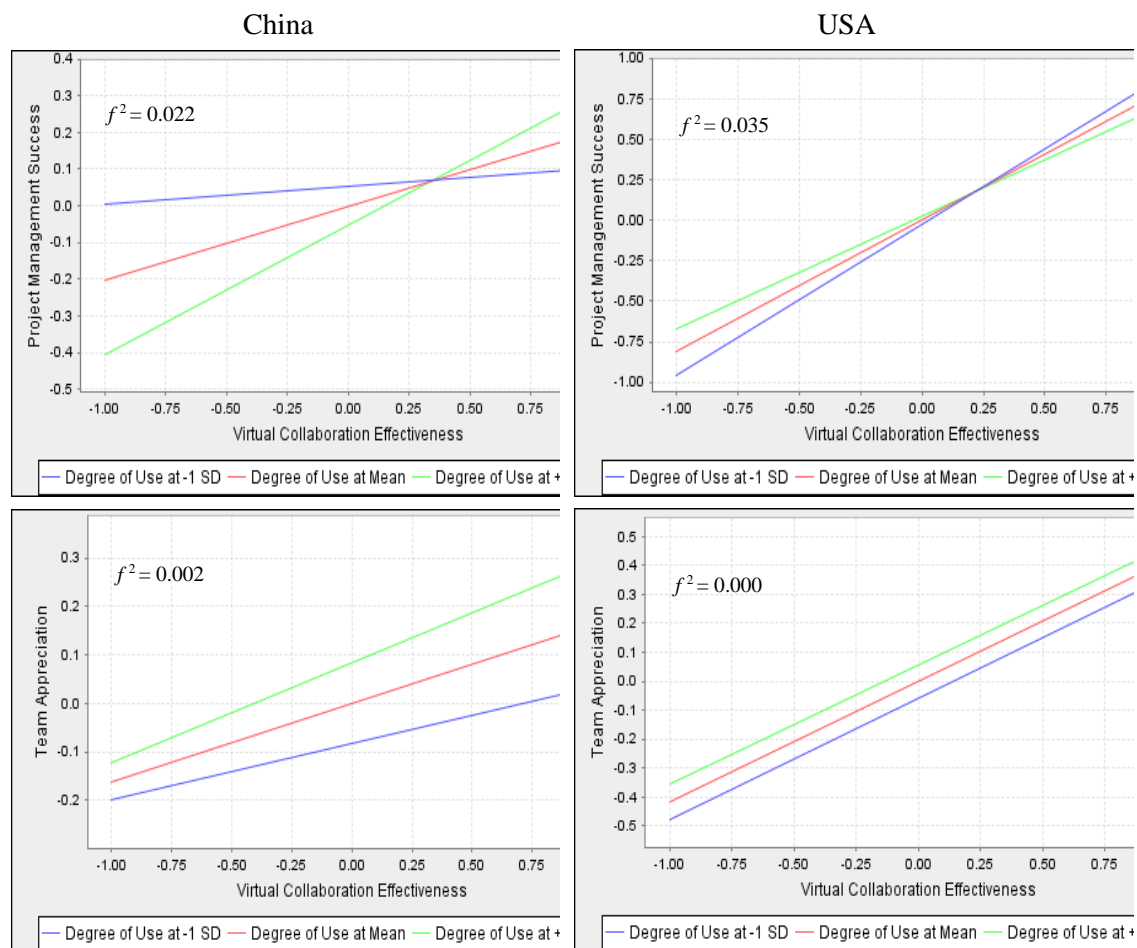 China
USA
Project Management Success
0.4
0.3
0.2
0.1
0.0
-0.1
-0.2
-0.3
-0.4
-0.5
f² = 0.022
-1.00 -0.75 -0.50 -0.25 0.00 0.25 0.50 0.75
Virtual Collaboration Effectiveness
Degree of Use at -1 SD Degree of Use at Mean Degree of Use at +
Project Management Success
1.00
0.75
0.50
0.25
0.00
-0.25
-0.50
-0.75
-1.00
f² = 0.035
-1.00 -0.75 -0.50 -0.25 0.00 0.25 0.50 0.75
Virtual Collaboration Effectiveness
Degree of Use at -1 SD Degree of Use at Mean Degree of Use at +
Team Appreciation
0.3
0.2
0.1
0.0
-0.1
-0.2
f² = 0.002
-1.00 -0.75 -0.50 -0.25 0.00 0.25 0.50 0.75
Virtual Collaboration Effectiveness
Degree of Use at -1 SD Degree of Use at Mean Degree of Use at +
Team Appreciation
0.5
0.4
0.3
0.2
0.1
0.0
-0.1
-0.2
-0.3
-0.4
-0.5
f² = 0.000
-1.00 -0.75 -0.50 -0.25 0.00 0.25 0.50 0.75
Virtual Collaboration Effectiveness
Degree of Use at -1 SD Degree of Use at Mean Degree of Use at +